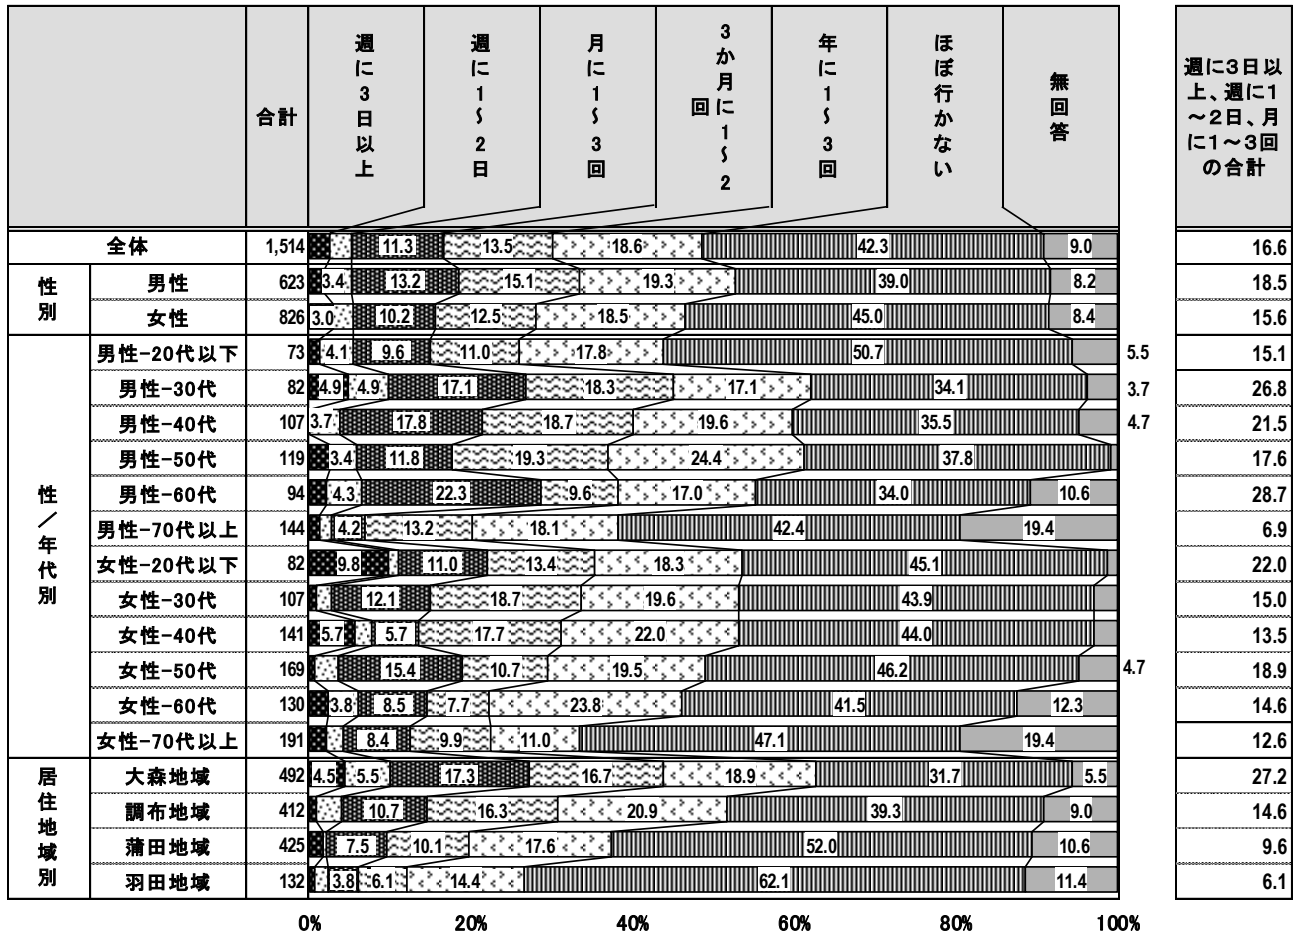 合計
週に3日以上
週に1~2日
月に1~3回
3か月に1~2回
年に1~3回
ほぼ行かない
無回答
週に3日以
上、週に1
~2日、月
に1~3回
の合計
全体 1,514 11.3 13.5 18.6 42.3 9.0 16.6
性別
男性 623 3.4 13.2 15.1 19.3 39.0 8.2 18.5
女性 826 3.0 10.2 12.5 18.5 45.0 8.4 15.6
性/年代別
男性-20代以下 73 4.1 9.6 11.0 17.8 50.7 5.5 15.1
男性-30代 82 4.9 4.9 17.1 18.3 17.1 34.1 3.7 26.8
男性-40代 107 3.7 17.8 18.7 19.6 35.5 4.7 21.5
男性-50代 119 3.4 11.8 19.3 24.4 37.8 17.6
男性-60代 94 4.3 22.3 9.6 17.0 34.0 10.6 28.7
男性-70代以上 144 4.2 13.2 18.1 42.4 19.4 6.9
女性-20代以下 82 9.8 11.0 13.4 18.3 45.1 22.0
女性-30代 107 12.1 18.7 19.6 43.9 15.0
女性-40代 141 5.7 5.7 17.7 22.0 44.0 13.5
女性-50代 169 15.4 10.7 19.5 46.2 4.7 18.9
女性-60代 130 3.8 8.5 7.7 23.8 41.5 12.3 14.6
女性-70代以上 191 8.4 9.9 11.0 47.1 19.4 12.6
居住地域別
大森地域 492 4.5 5.5 17.3 16.7 18.9 31.7 5.5 27.2
調布地域 412 10.7 16.3 20.9 39.3 9.0 14.6
蒲田地域 425 7.5 10.1 17.6 52.0 10.6 9.6
羽田地域 132 3.8 6.1 14.4 62.1 11.4 6.1
0% 20% 40% 60% 80% 100%